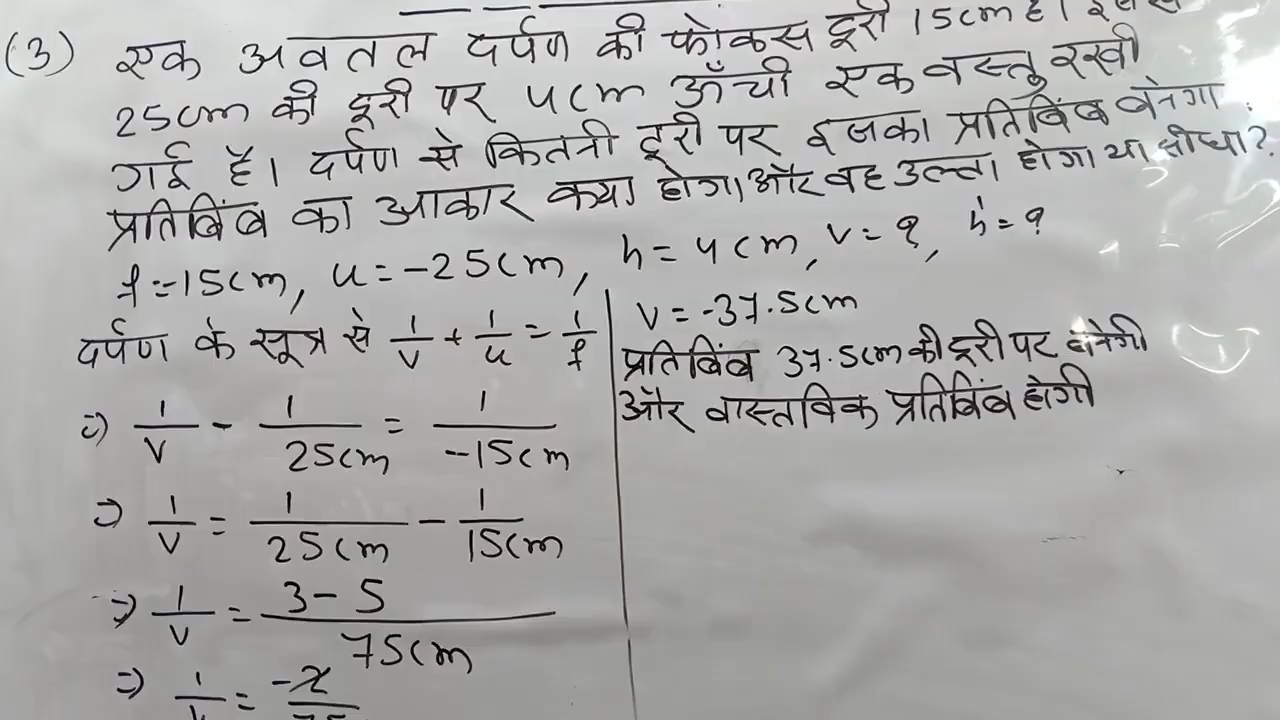 (3) एक अवतल दर्पण की फोकस दूरी 15cm है। इससे
25cm की दूरी पर 4cm ऊँची एक वस्तु रखी
गई है। दर्पण से कितनी दूरी पर इसका प्रतिबिंब बनेगा
प्रतिबिंब का आकार क्या होगा। और वह उल्टा होगा या सीधा?
f=-15cm, u=-25cm, h=4cm, v=?, h'=?
दर्पण के सूत्र से 1/v + 1/u = 1/f
=> 1/v - 1/25cm = 1/-15cm
=> 1/v = 1/25cm - 1/15cm
=> 1/v = 3-5/75cm
=> 1/v = -2/75
v=-37.5cm
प्रतिबिंब 37.5cm की दूरी पर बनेगी
और वास्तविक प्रतिबिंब होगी